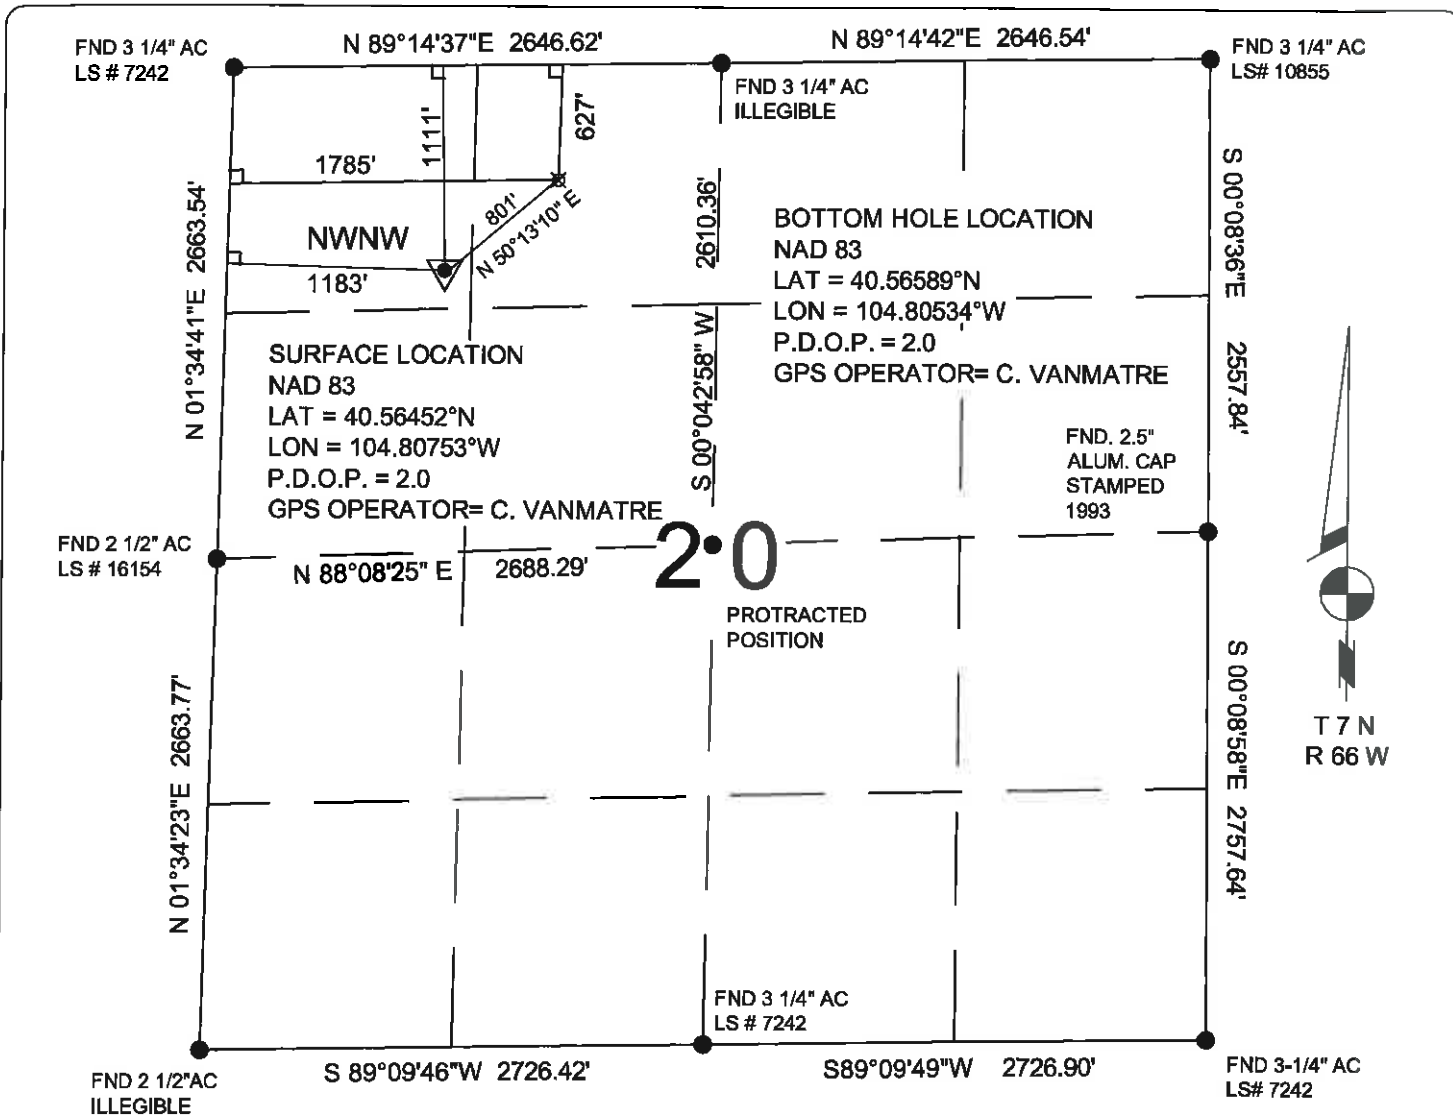 FND 3 1/4" AC
LS # 7242
N 89°14'37"E 2646.62'
N 89°14'42"E 2646.54'
FND 3 1/4" AC
LS# 10855
FND 3 1/4" AC
ILLEGIBLE
1111'
627'
1785'
801'
N 50°13'10" E
NWNW
1183'
N 01°34'41"E 2663.54'
2610.36'
S 00°042'58" W
S 00°08'36"E 2557.84'
BOTTOM HOLE LOCATION
NAD 83
LAT = 40.56589°N
LON = 104.80534°W
P.D.O.P. = 2.0
GPS OPERATOR= C. VANMATRE
SURFACE LOCATION
NAD 83
LAT = 40.56452°N
LON = 104.80753°W
P.D.O.P. = 2.0
GPS OPERATOR= C. VANMATRE
FND. 2.5"
ALUM. CAP
STAMPED
1993
FND 2 1/2" AC
LS # 16154
N 88°08'25" E 2688.29'
20
PROTRACTED
POSITION
N
T 7 N
R 66 W
N 01°34'23"E 2663.77'
S 00°08'58"E 2757.64'
FND 3 1/4" AC
LS # 7242
FND 2 1/2"AC
ILLEGIBLE
S 89°09'46"W 2726.42'
S89°09'49"W 2726.90'
FND 3-1/4" AC
LS# 7242